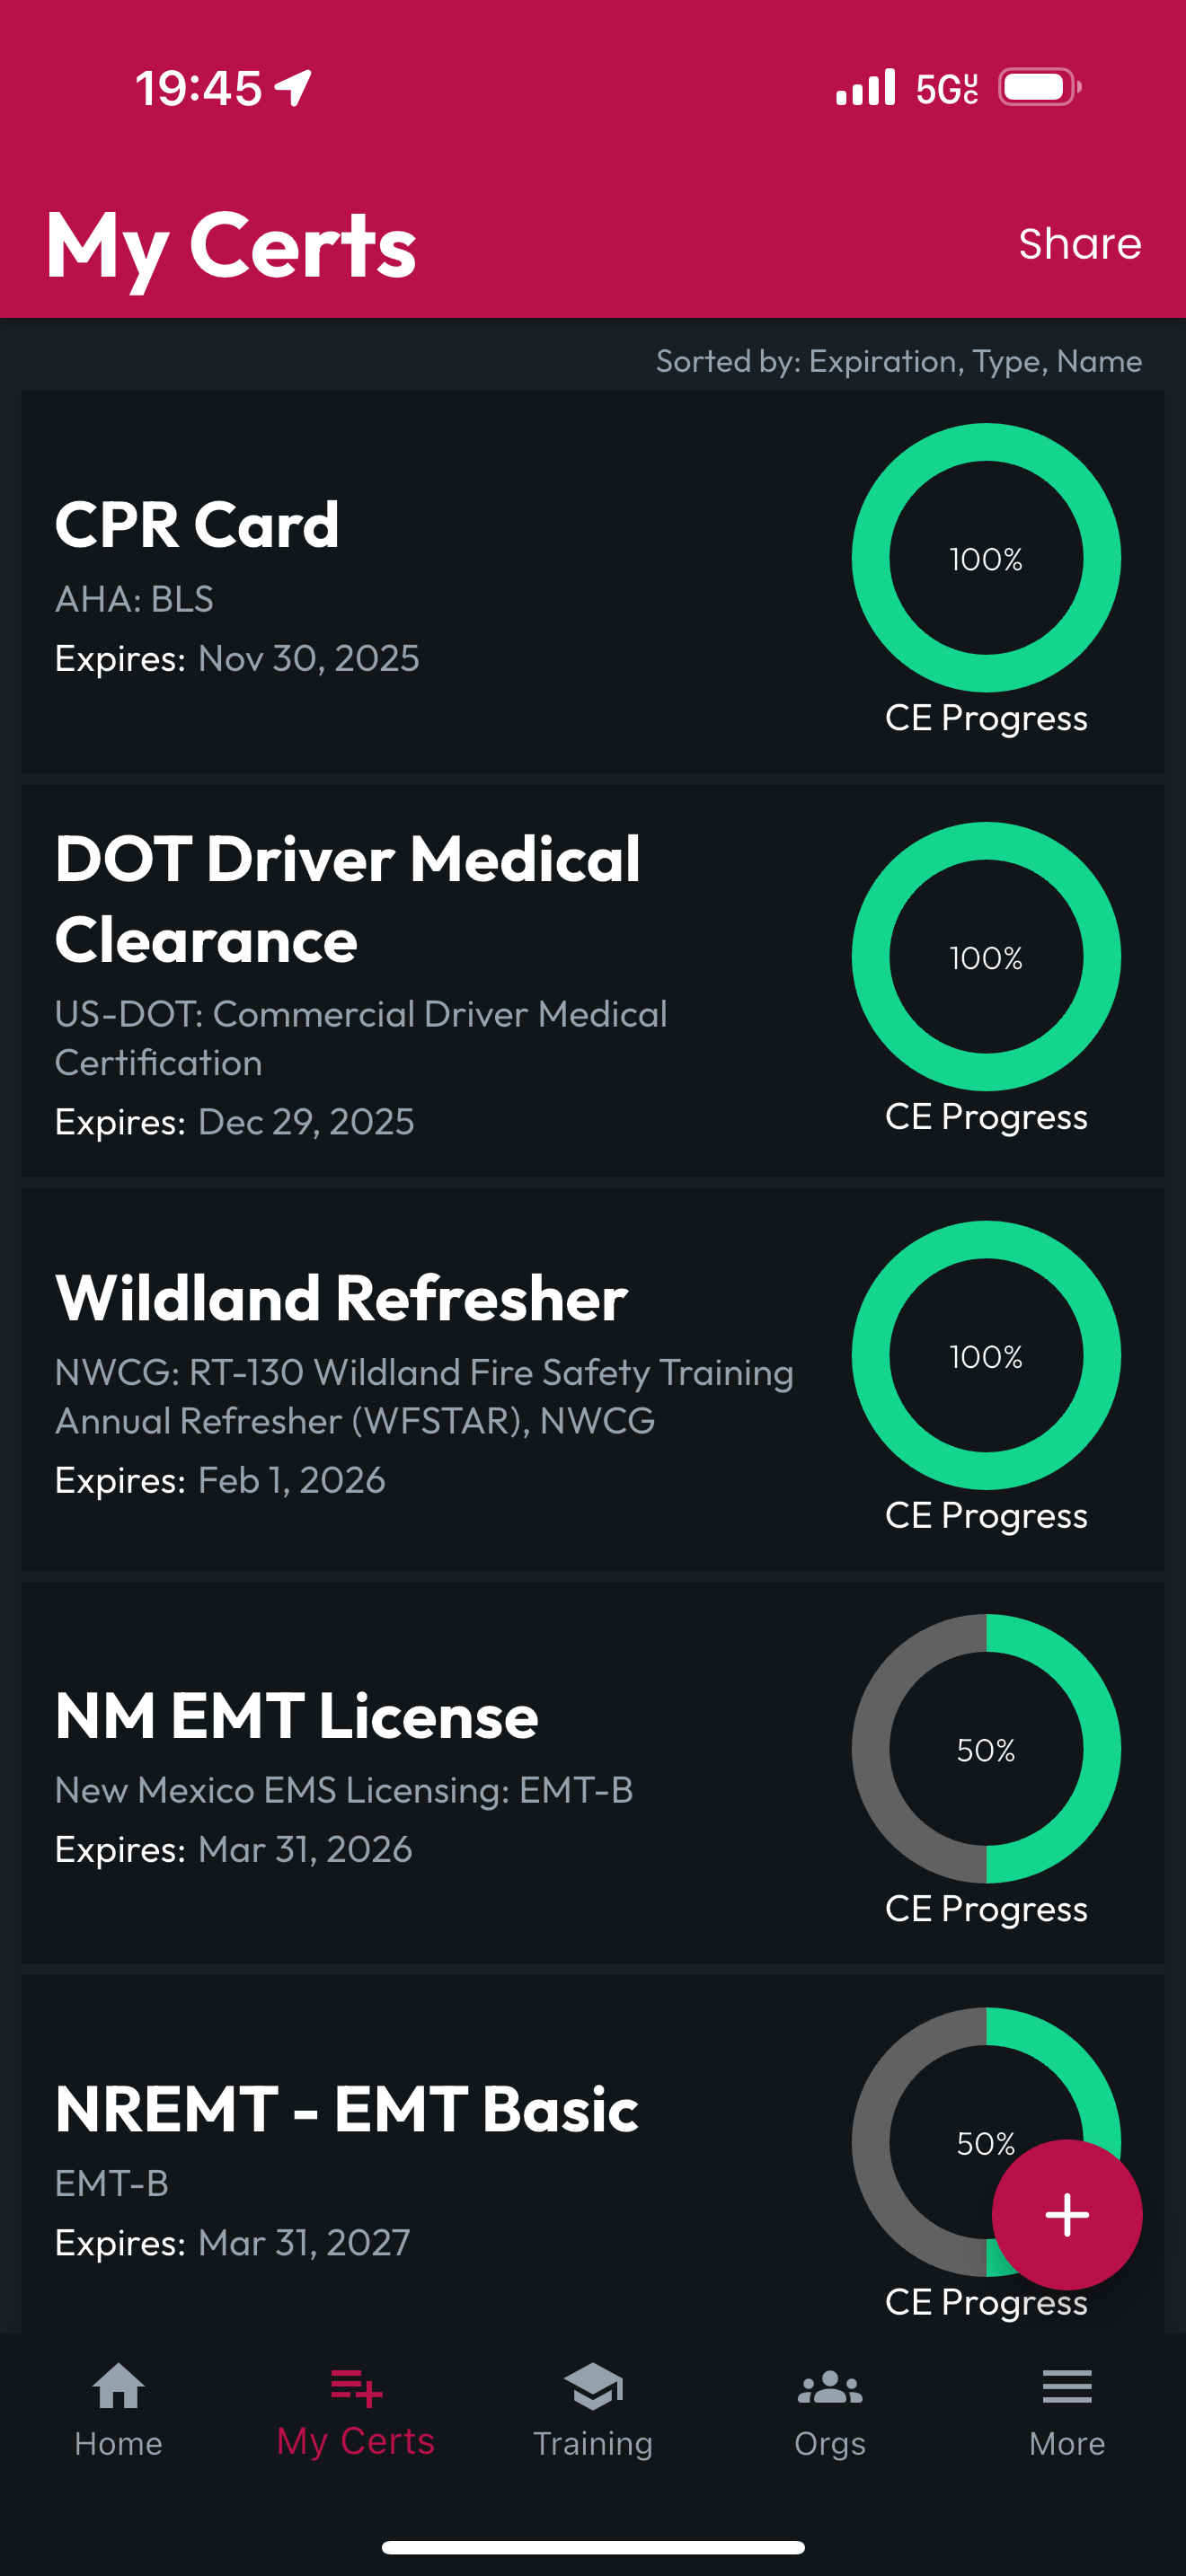 19:45
5G UC
My Certs
Share
Sorted by: Expiration, Type, Name
CPR Card
AHA: BLS
Expires: Nov 30, 2025
100%
CE Progress
DOT Driver Medical
Clearance
US-DOT: Commercial Driver Medical
Certification
Expires: Dec 29, 2025
100%
CE Progress
Wildland Refresher
NWCG: RT-130 Wildland Fire Safety Training
Annual Refresher (WFSTAR), NWCG
Expires: Feb 1, 2026
100%
CE Progress
NM EMT License
New Mexico EMS Licensing: EMT-B
Expires: Mar 31, 2026
50%
CE Progress
NREMT - EMT Basic
EMT-B
Expires: Mar 31, 2027
50%
CE Progress
Home
My Certs
Training
Orgs
More